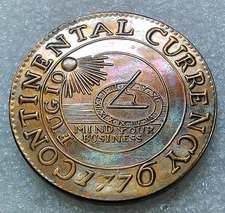 CONTINENTAL CURRENCY
1776
FUGIO
MIND YOUR
BUSINESS